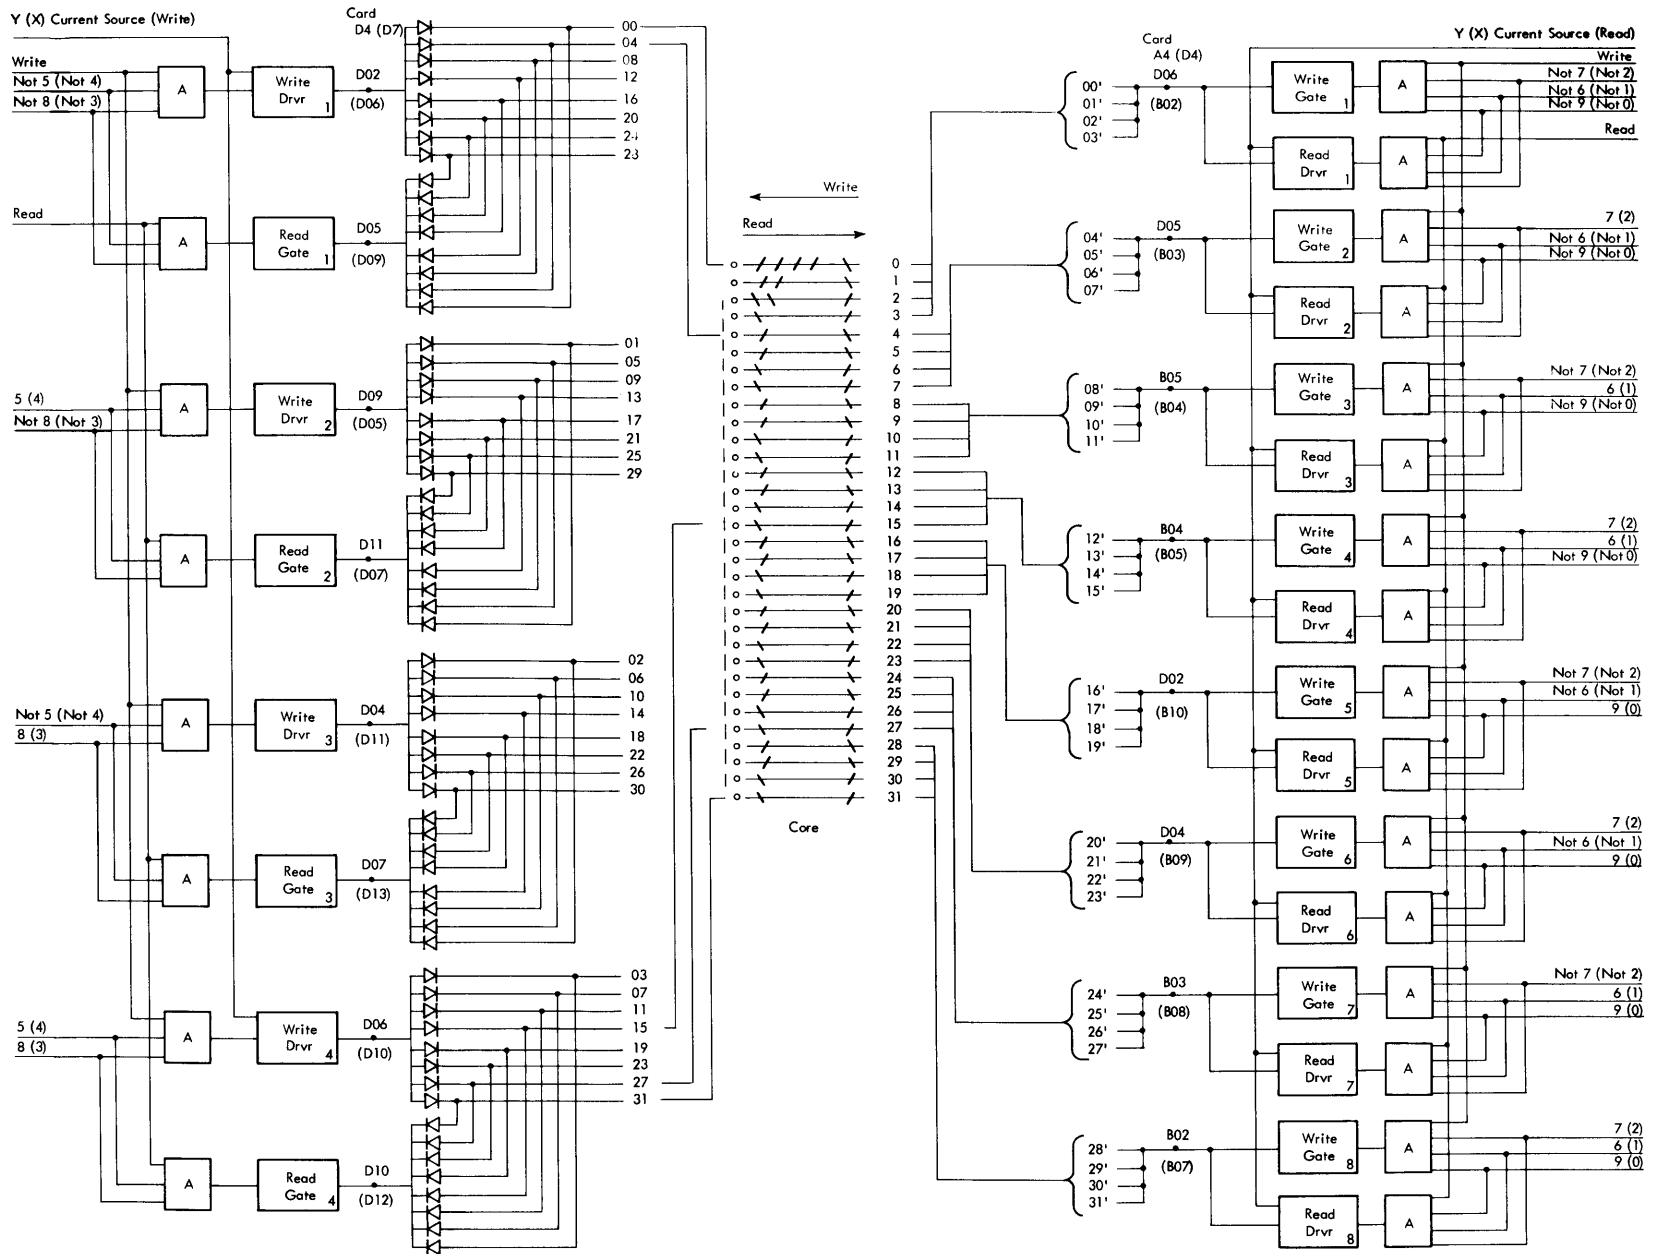 Y (X) Current Source (Write)
Write
Not 5 (Not 4)
Not 8 (Not 3)
A
Write
Drvr
1
D02
(D06)
Card
D4 (D7)
00
04
08
12
16
20
24
Read
A
Read
Gate
1
D05
(D09)
5 (4)
Not 8 (Not 3)
A
Write
Drvr
2
D09
(D05)
01
05
09
13
17
21
25
29
A
Read
Gate
2
D11
(D07)
Not 5 (Not 4)
8 (3)
A
Write
Drvr
3
D04
(D11)
02
06
10
14
18
22
26
30
A
Read
Gate
3
D07
(D13)
5 (4)
8 (3)
A
Write
Drvr
4
D06
(D10)
03
07
11
15
19
23
27
31
A
Read
Gate
4
D10
(D12)
Write
Read
0
1
2
3
4
5
6
7
8
9
10
11
12
13
14
15
16
17
18
19
20
21
22
23
24
25
26
27
28
29
30
31
Core
Card
A4 (D4)
00'
01'
02'
03'
D06
(B02)
Write
Gate
1
A
Y (X) Current Source (Read)
Write
Not 7 (Not 2)
Not 6 (Not 1)
Not 9 (Not 0)
Read
Read
Drvr
1
A
04'
05'
06'
07'
D05
(B03)
Write
Gate
2
A
7 (2)
Not 6 (Not 1)
Not 9 (Not 0)
Read
Drvr
2
A
08'
09'
10'
11'
B05
(B04)
Write
Gate
3
A
Not 7 (Not 2)
6 (1)
Not 9 (Not 0)
Read
Drvr
3
A
12'
13'
14'
15'
B04
(B05)
Write
Gate
4
A
7 (2)
6 (1)
Not 9 (Not 0)
Read
Drvr
4
A
16'
17'
18'
19'
D02
(B10)
Write
Gate
5
A
Not 7 (Not 2)
Not 6 (Not 1)
9 (0)
Read
Drvr
5
A
20'
21'
22'
23'
D04
(B09)
Write
Gate
6
A
7 (2)
Not 6 (Not 1)
9 (0)
Read
Drvr
6
A
24'
25'
26'
27'
B03
(B08)
Write
Gate
7
A
Not 7 (Not 2)
6 (1)
9 (0)
Read
Drvr
7
A
28'
29'
30'
31'
B02
(B07)
Write
Gate
8
A
7 (2)
6 (1)
9 (0)
Read
Drvr
8
A